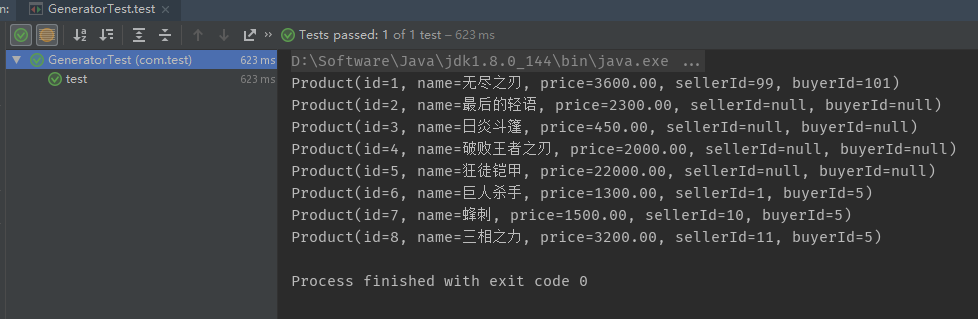 n:
GeneratorTest.test ×
Tests passed: 1 of 1 test – 623 ms
GeneratorTest (com.test) 623 ms
test 623 ms
D:\Software\Java\jdk1.8.0_144\bin\java.exe ...
Product(id=1, name=无尽之刃, price=3600.00, sellerId=99, buyerId=101)
Product(id=2, name=最后的轻语, price=2300.00, sellerId=null, buyerId=null)
Product(id=3, name=日炎斗篷, price=450.00, sellerId=null, buyerId=null)
Product(id=4, name=破败王者之刃, price=2000.00, sellerId=null, buyerId=null)
Product(id=5, name=狂徒铠甲, price=22000.00, sellerId=null, buyerId=null)
Product(id=6, name=巨人杀手, price=1300.00, sellerId=1, buyerId=5)
Product(id=7, name=蜂刺, price=1500.00, sellerId=10, buyerId=5)
Product(id=8, name=三相之力, price=3200.00, sellerId=11, buyerId=5)
Process finished with exit code 0